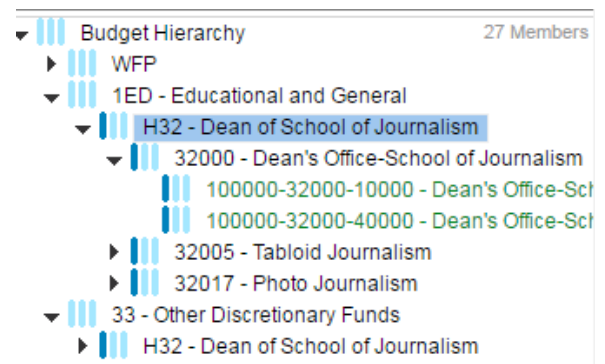 Budget Hierarchy 27 Members
WFP
1ED - Educational and General
H32 - Dean of School of Journalism
32000 - Dean's Office-School of Journalism
100000-32000-10000 - Dean's Office-Sch
100000-32000-40000 - Dean's Office-Sch
32005 - Tabloid Journalism
32017 - Photo Journalism
33 - Other Discretionary Funds
H32 - Dean of School of Journalism